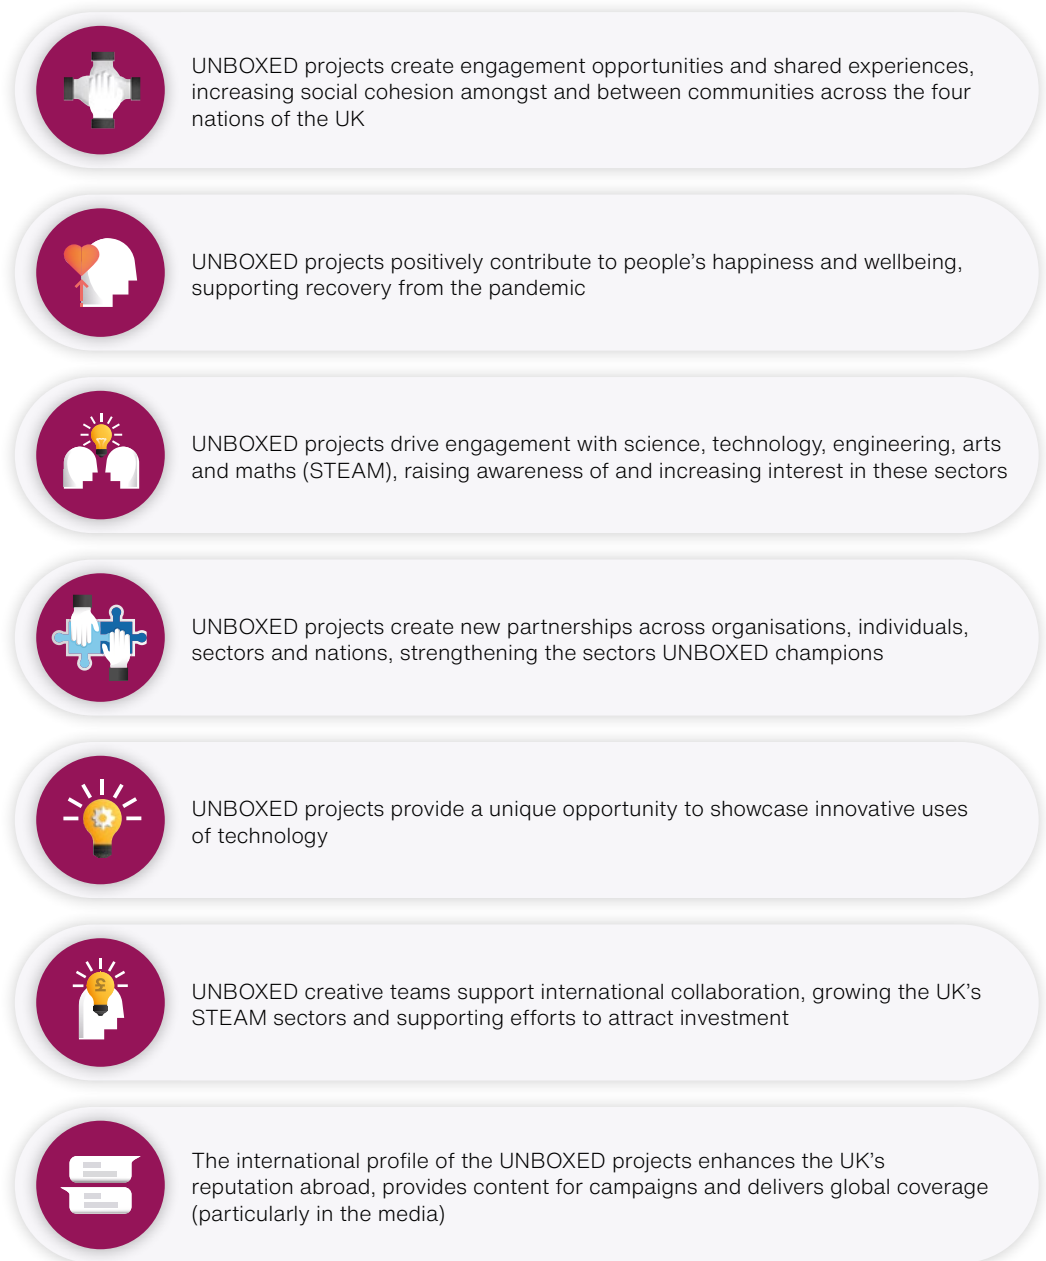 UNBOXED projects create engagement opportunities and shared experiences,
increasing social cohesion amongst and between communities across the four
nations of the UK
UNBOXED projects positively contribute to people's happiness and wellbeing,
supporting recovery from the pandemic
UNBOXED projects drive engagement with science, technology, engineering, arts
and maths (STEAM), raising awareness of and increasing interest in these sectors
UNBOXED projects create new partnerships across organisations, individuals,
sectors and nations, strengthening the sectors UNBOXED champions
UNBOXED projects provide a unique opportunity to showcase innovative uses
of technology
£
UNBOXED creative teams support international collaboration, growing the UK's
STEAM sectors and supporting efforts to attract investment
The international profile of the UNBOXED projects enhances the UK's
reputation abroad, provides content for campaigns and delivers global coverage
(particularly in the media)